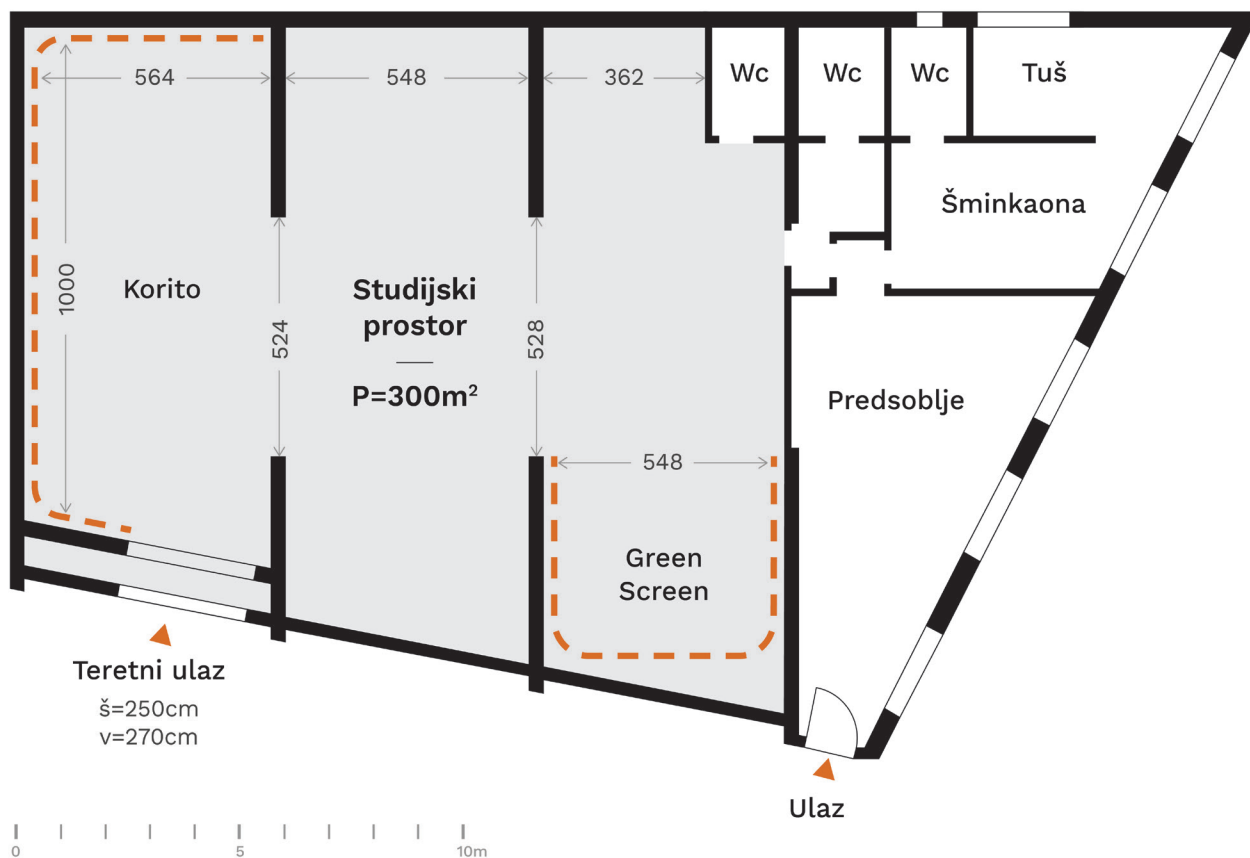 564
548
362
Wc
Wc
Wc
Tuš
Šminkaona
1000
Korito
Studijski
prostor
P=300m²
524
528
Predsoblje
548
Green
Screen
Teretni ulaz
š=250cm
v=270cm
Ulaz
0
5
10m